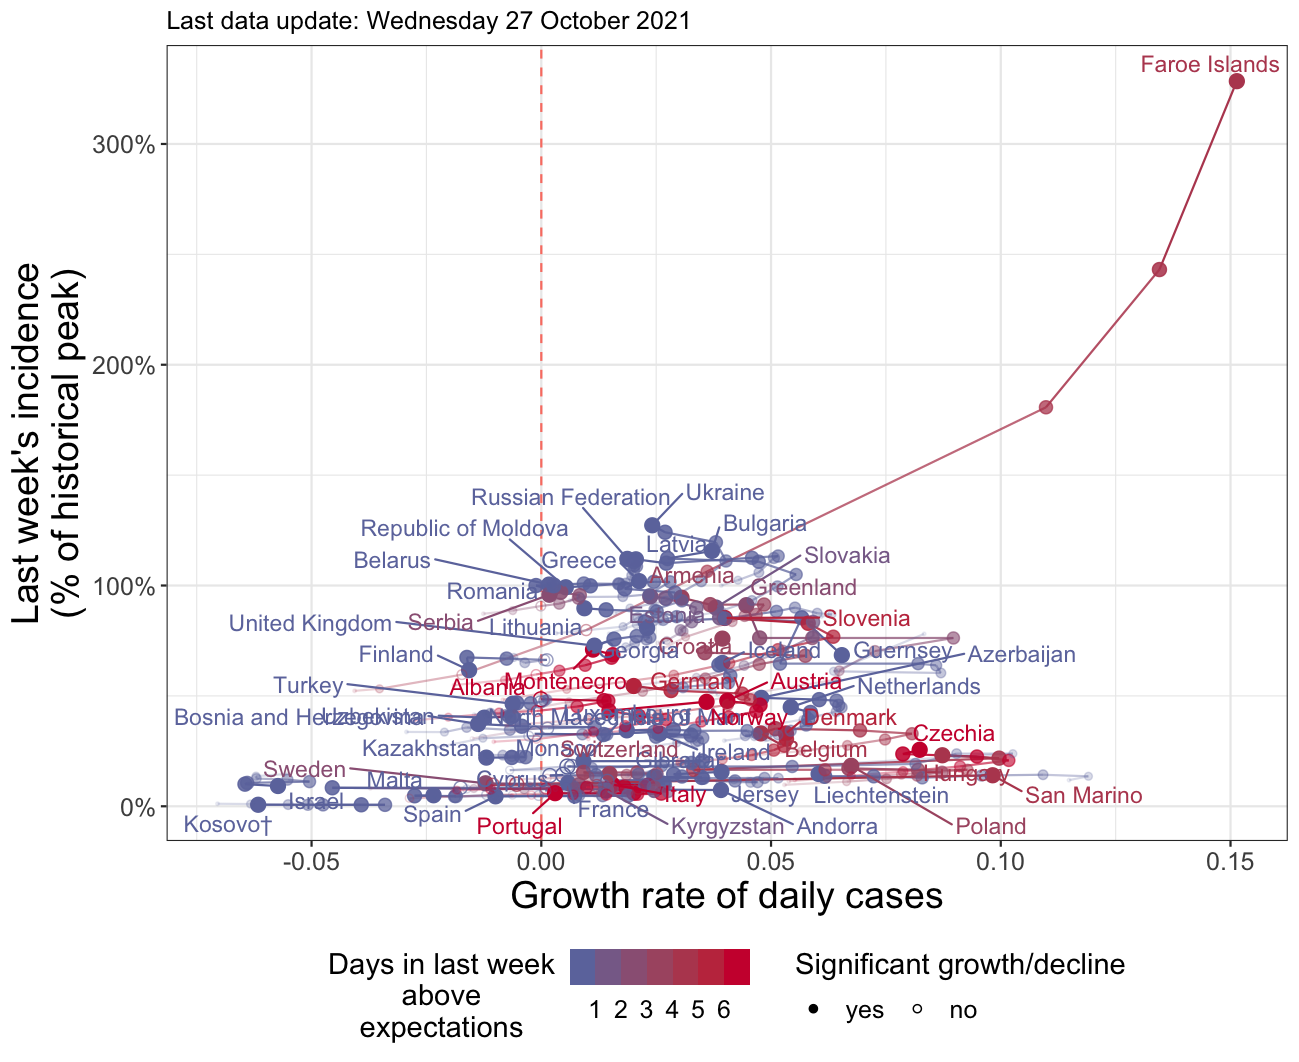 Last data update: Wednesday 27 October 2021
Last week's incidence
(% of historical peak)
300%
200%
100%
0%
Faroe Islands
Russian Federation
Ukraine
Republic of Moldova
Bulgaria
Latvia
Belarus
Greece
Slovakia
Armenia
Romania
Greenland
Serbia
Estonia
United Kingdom
Lithuania
Slovenia
Croatia
Georgia
Iceland
Guernsey
Finland
Azerbaijan
Turkey
Albania
Montenegro
Germany
Austria
Netherlands
Bosnia and Herzegovina
Uzbekistan
North Macedonia
Luxembourg
Isle of Man
Norway
Denmark
Kazakhstan
Monaco
Switzerland
Ireland
Belgium
Czechia
Sweden
Malta
Cyprus
Gibraltar
Hungary
Israel
Italy
Jersey
Liechtenstein
San Marino
Kosovo†
Spain
France
Portugal
Kyrgyzstan
Andorra
Poland
-0.05
0.00
0.05
0.10
0.15
Growth rate of daily cases
Days in last week
above
expectations
1 2 3 4 5 6
Significant growth/decline
yes
no